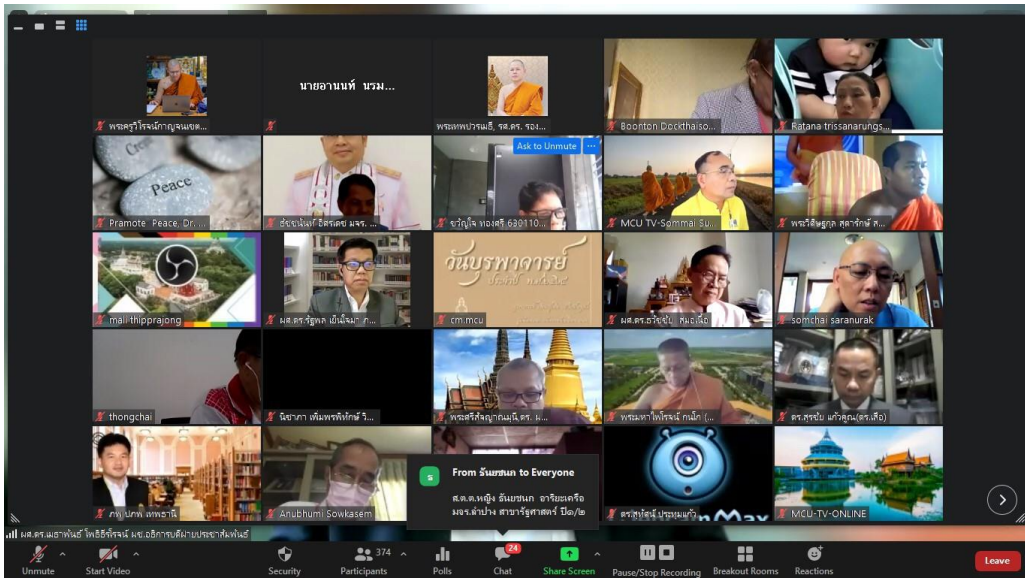 นายอานนท์ นรม...
พระครูวิโรจน์กาญจนเขต...
พระเทพปวรเมธี, รศ.ดร. รอง...
Boonton Dockthaiso...
Ratana trissanarungs...
Ask to Unmute
Peace
Pramote Peace, Dr.
ธัชชนันท์ อิศรเดช มจร. ...
ขวัญใจ ทองศรี 630110...
MCU TV-Sommai Su...
พระวิศิษฐกุล สุตารักษ์ ส...
วันบูรพาจารย์
mali thipprajong
ผศ.ดร.รัฐพล เย็นใจมา ภ...
cm.mcu
ผศ.ดร.ธวัชชัย สมอเนื้อ
somchai saranurak
thongchai
นิชาภา เพิ่มพรพิทักษ์ วิ...
พระศรีสัจญาณมุนี,ดร. ผ...
พระมหาไพโรจน์ กนโก (...
ดร.สุรชัย แก้วคูณ(ดร.เสือ)
From ธันยชนก to Everyone
ส.ต.ต.หญิง ธันยชนก อาริยะเครือ
มจร.ลำปาง สาขารัฐศาสตร์ ปี๑/๒
ภพ ปภพ เทพธานี
Anubhumi Sowkasem
ดร.สุทัศน์ ประทุมแก้ว
MCU-TV-ONLINE
ผศ.ดร.เมธาพันธ์ โพธิธีรโรจน์ ผช.อธิการบดีฝ่ายประชาสัมพันธ์
Unmute
Start Video
Security
374
Participants
Polls
24
Chat
Share Screen
Pause/Stop Recording
Breakout Rooms
Reactions
Leave